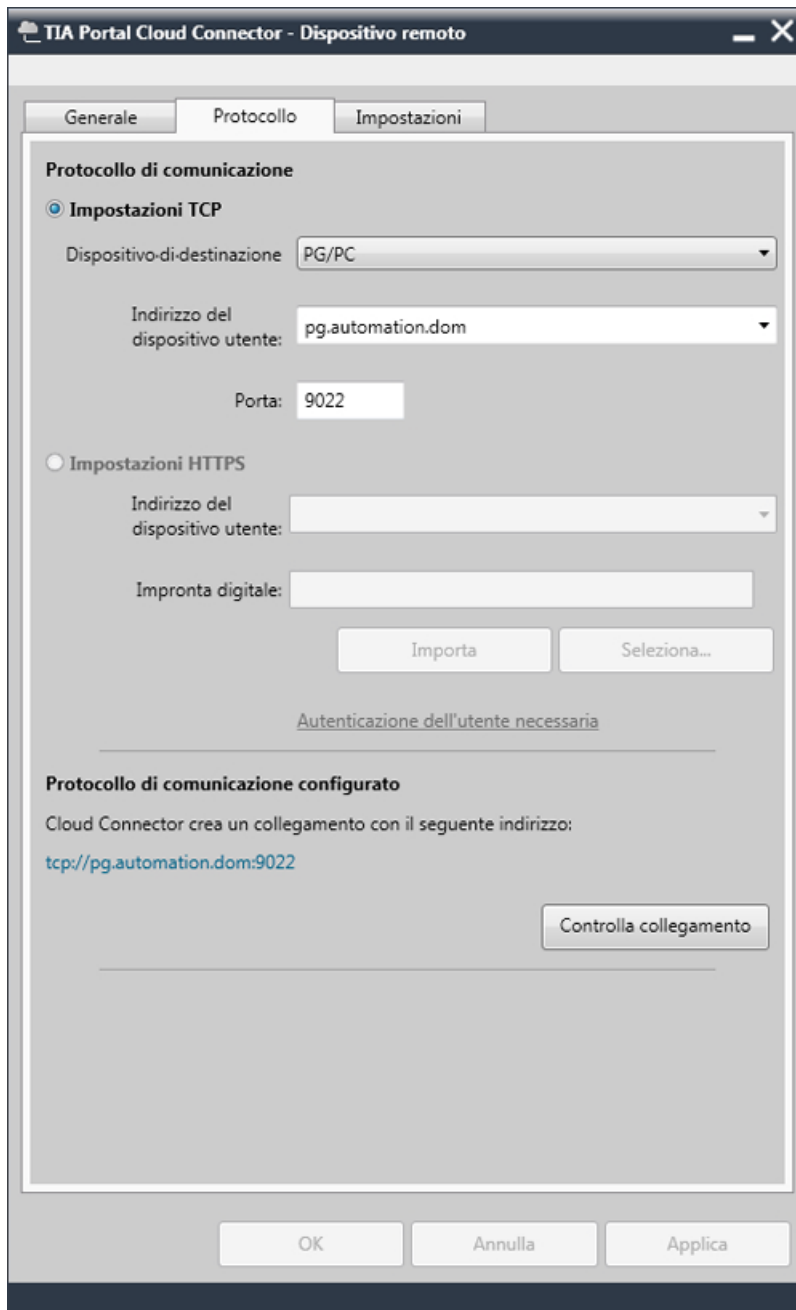 TIA Portal Cloud Connector - Dispositivo remoto
Generale
Protocollo
Impostazioni
Protocollo di comunicazione
Impostazioni TCP
Dispositivo-di-destinazione
PG/PC
Indirizzo del
dispositivo utente:
pg.automation.dom
Porta:
9022
Impostazioni HTTPS
Indirizzo del
dispositivo utente:
Impronta digitale:
Importa
Seleziona...
Autenticazione dell'utente necessaria
Protocollo di comunicazione configurato
Cloud Connector crea un collegamento con il seguente indirizzo:
tcp://pg.automation.dom:9022
Controlla collegamento
OK
Annulla
Applica